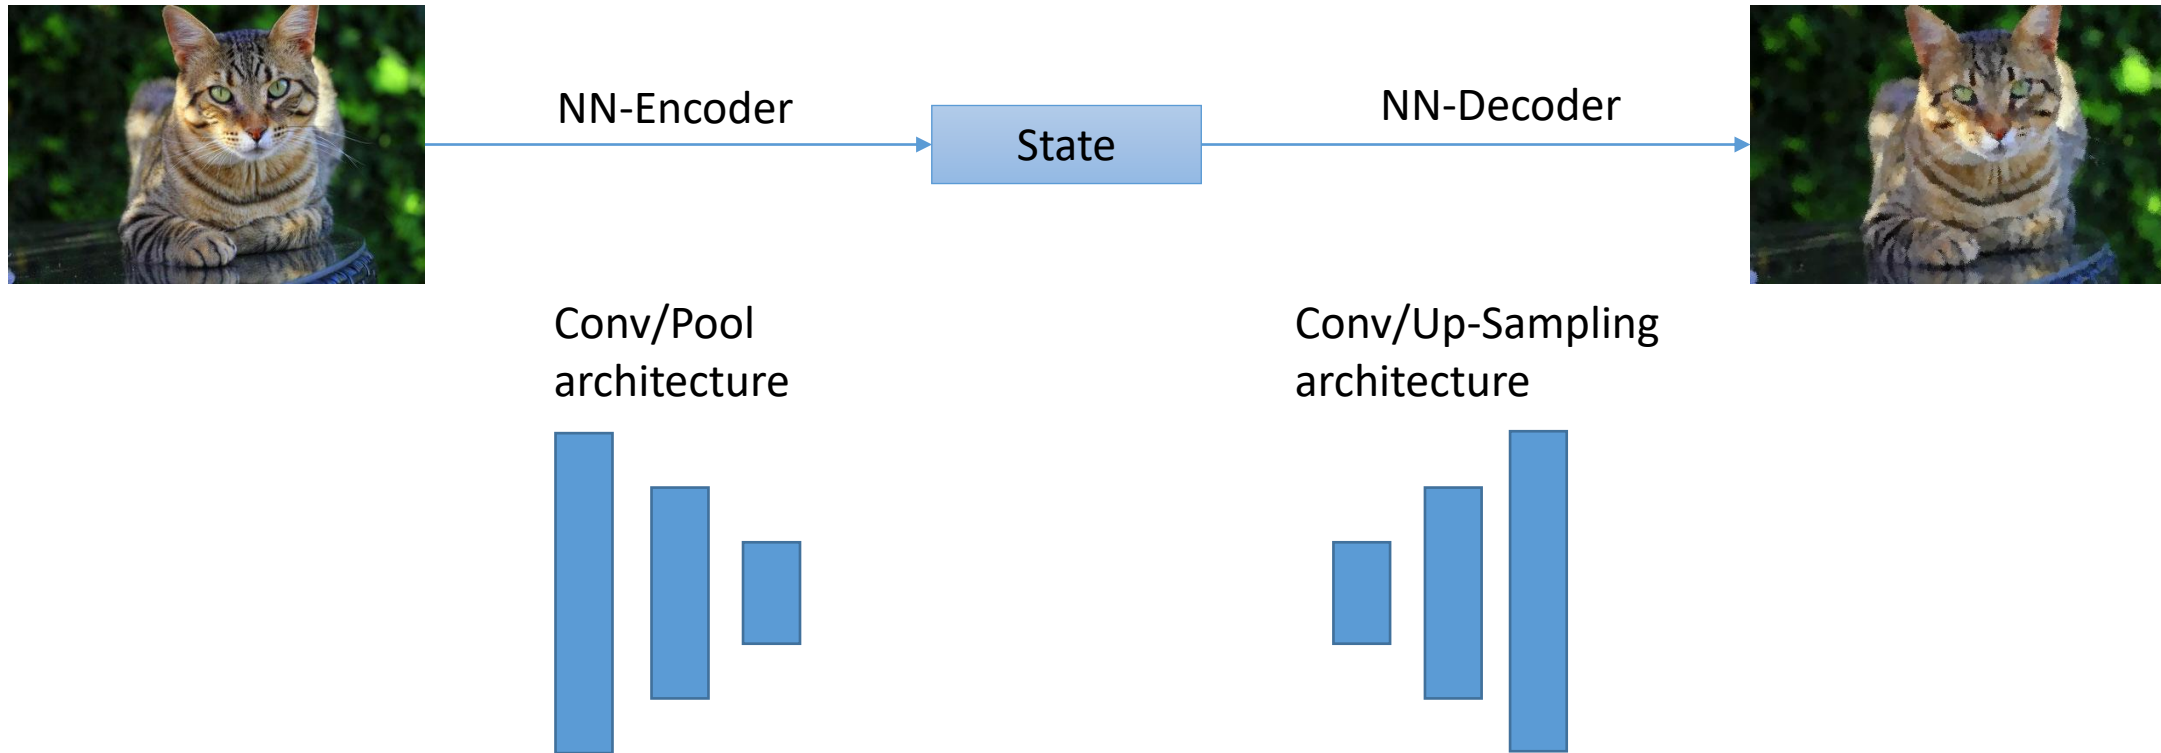 NN-Encoder
State
NN-Decoder
Conv/Pool
architecture
Conv/Up-Sampling
architecture